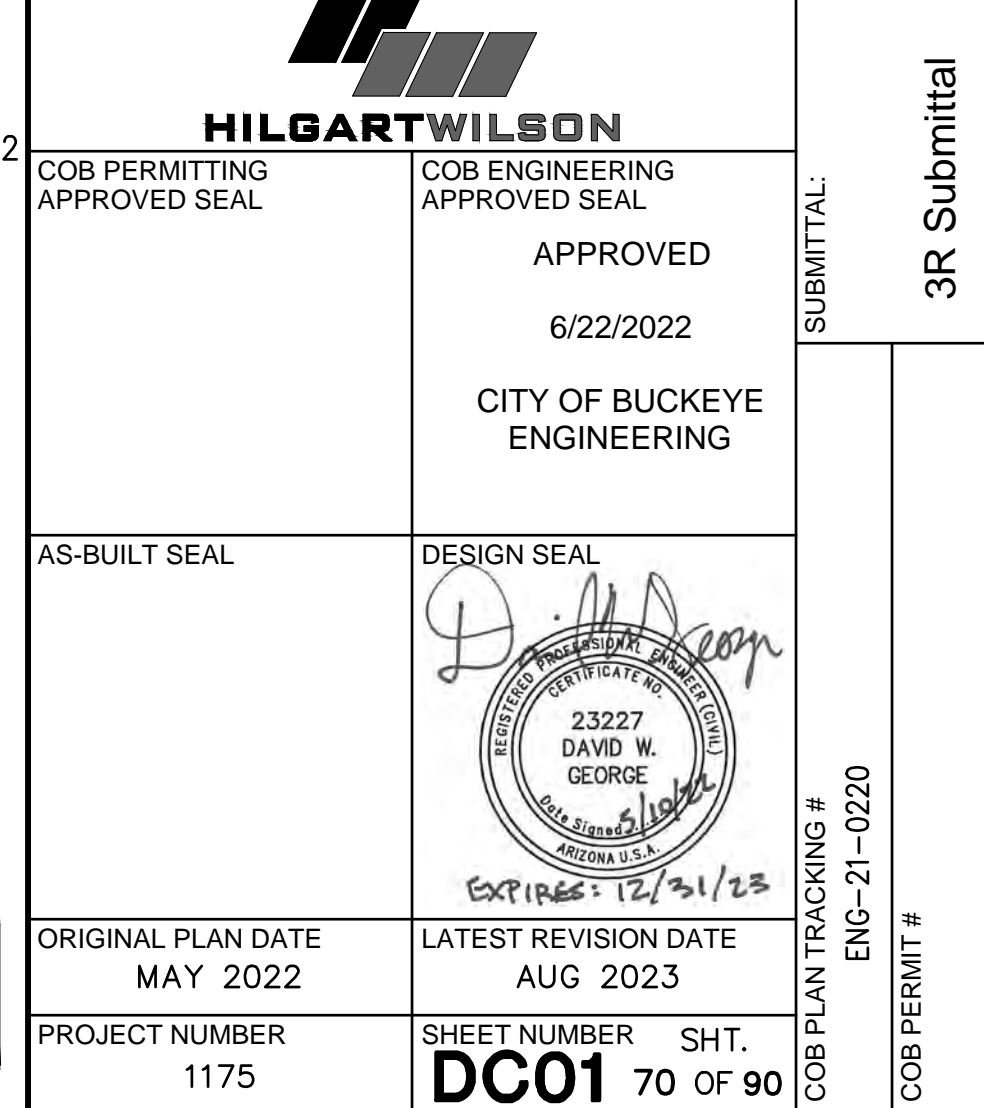 HILGARTWILSON
2
COB PERMITTING
APPROVED SEAL
COB ENGINEERING
APPROVED SEAL
APPROVED
6/22/2022
CITY OF BUCKEYE
ENGINEERING
AS-BUILT SEAL
DESIGN SEAL
REGISTERED PROFESSIONAL ENGINEER (CIVIL)
CERTIFICATE NO.
23227
DAVID W.
GEORGE
Date Signed 5/10/22
ARIZONA U.S.A.
EXPIRES: 12/31/23
ORIGINAL PLAN DATE
MAY 2022
LATEST REVISION DATE
AUG 2023
PROJECT NUMBER
1175
SHEET NUMBER
DC01
SHT.
70 OF 90
SUBMITTAL:
3R Submittal
COB PLAN TRACKING #
ENG-21-0220
COB PERMIT #